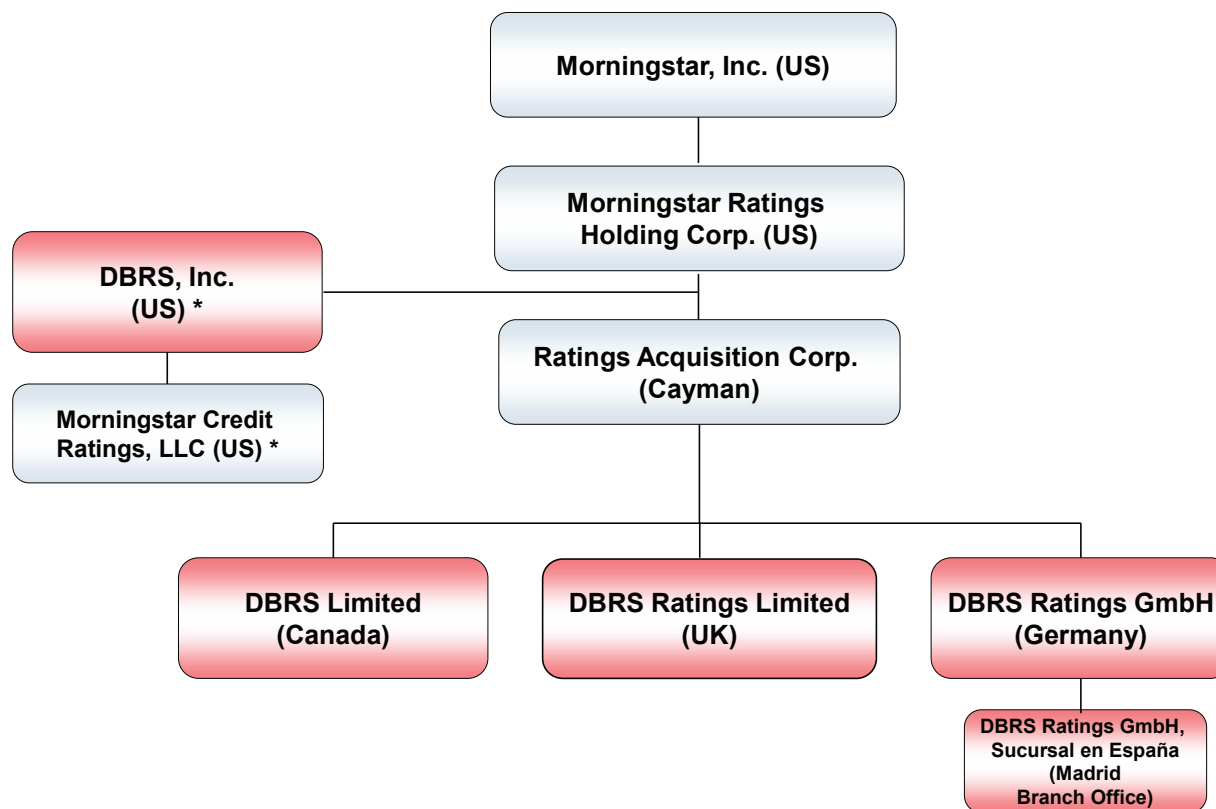 Morningstar, Inc. (US)
Morningstar Ratings
Holding Corp. (US)
DBRS, Inc.
(US) *
Ratings Acquisition Corp.
(Cayman)
Morningstar Credit
Ratings, LLC (US) *
DBRS Limited
(Canada)
DBRS Ratings Limited
(UK)
DBRS Ratings GmbH
(Germany)
DBRS Ratings GmbH,
Sucursal en España
(Madrid
Branch Office)